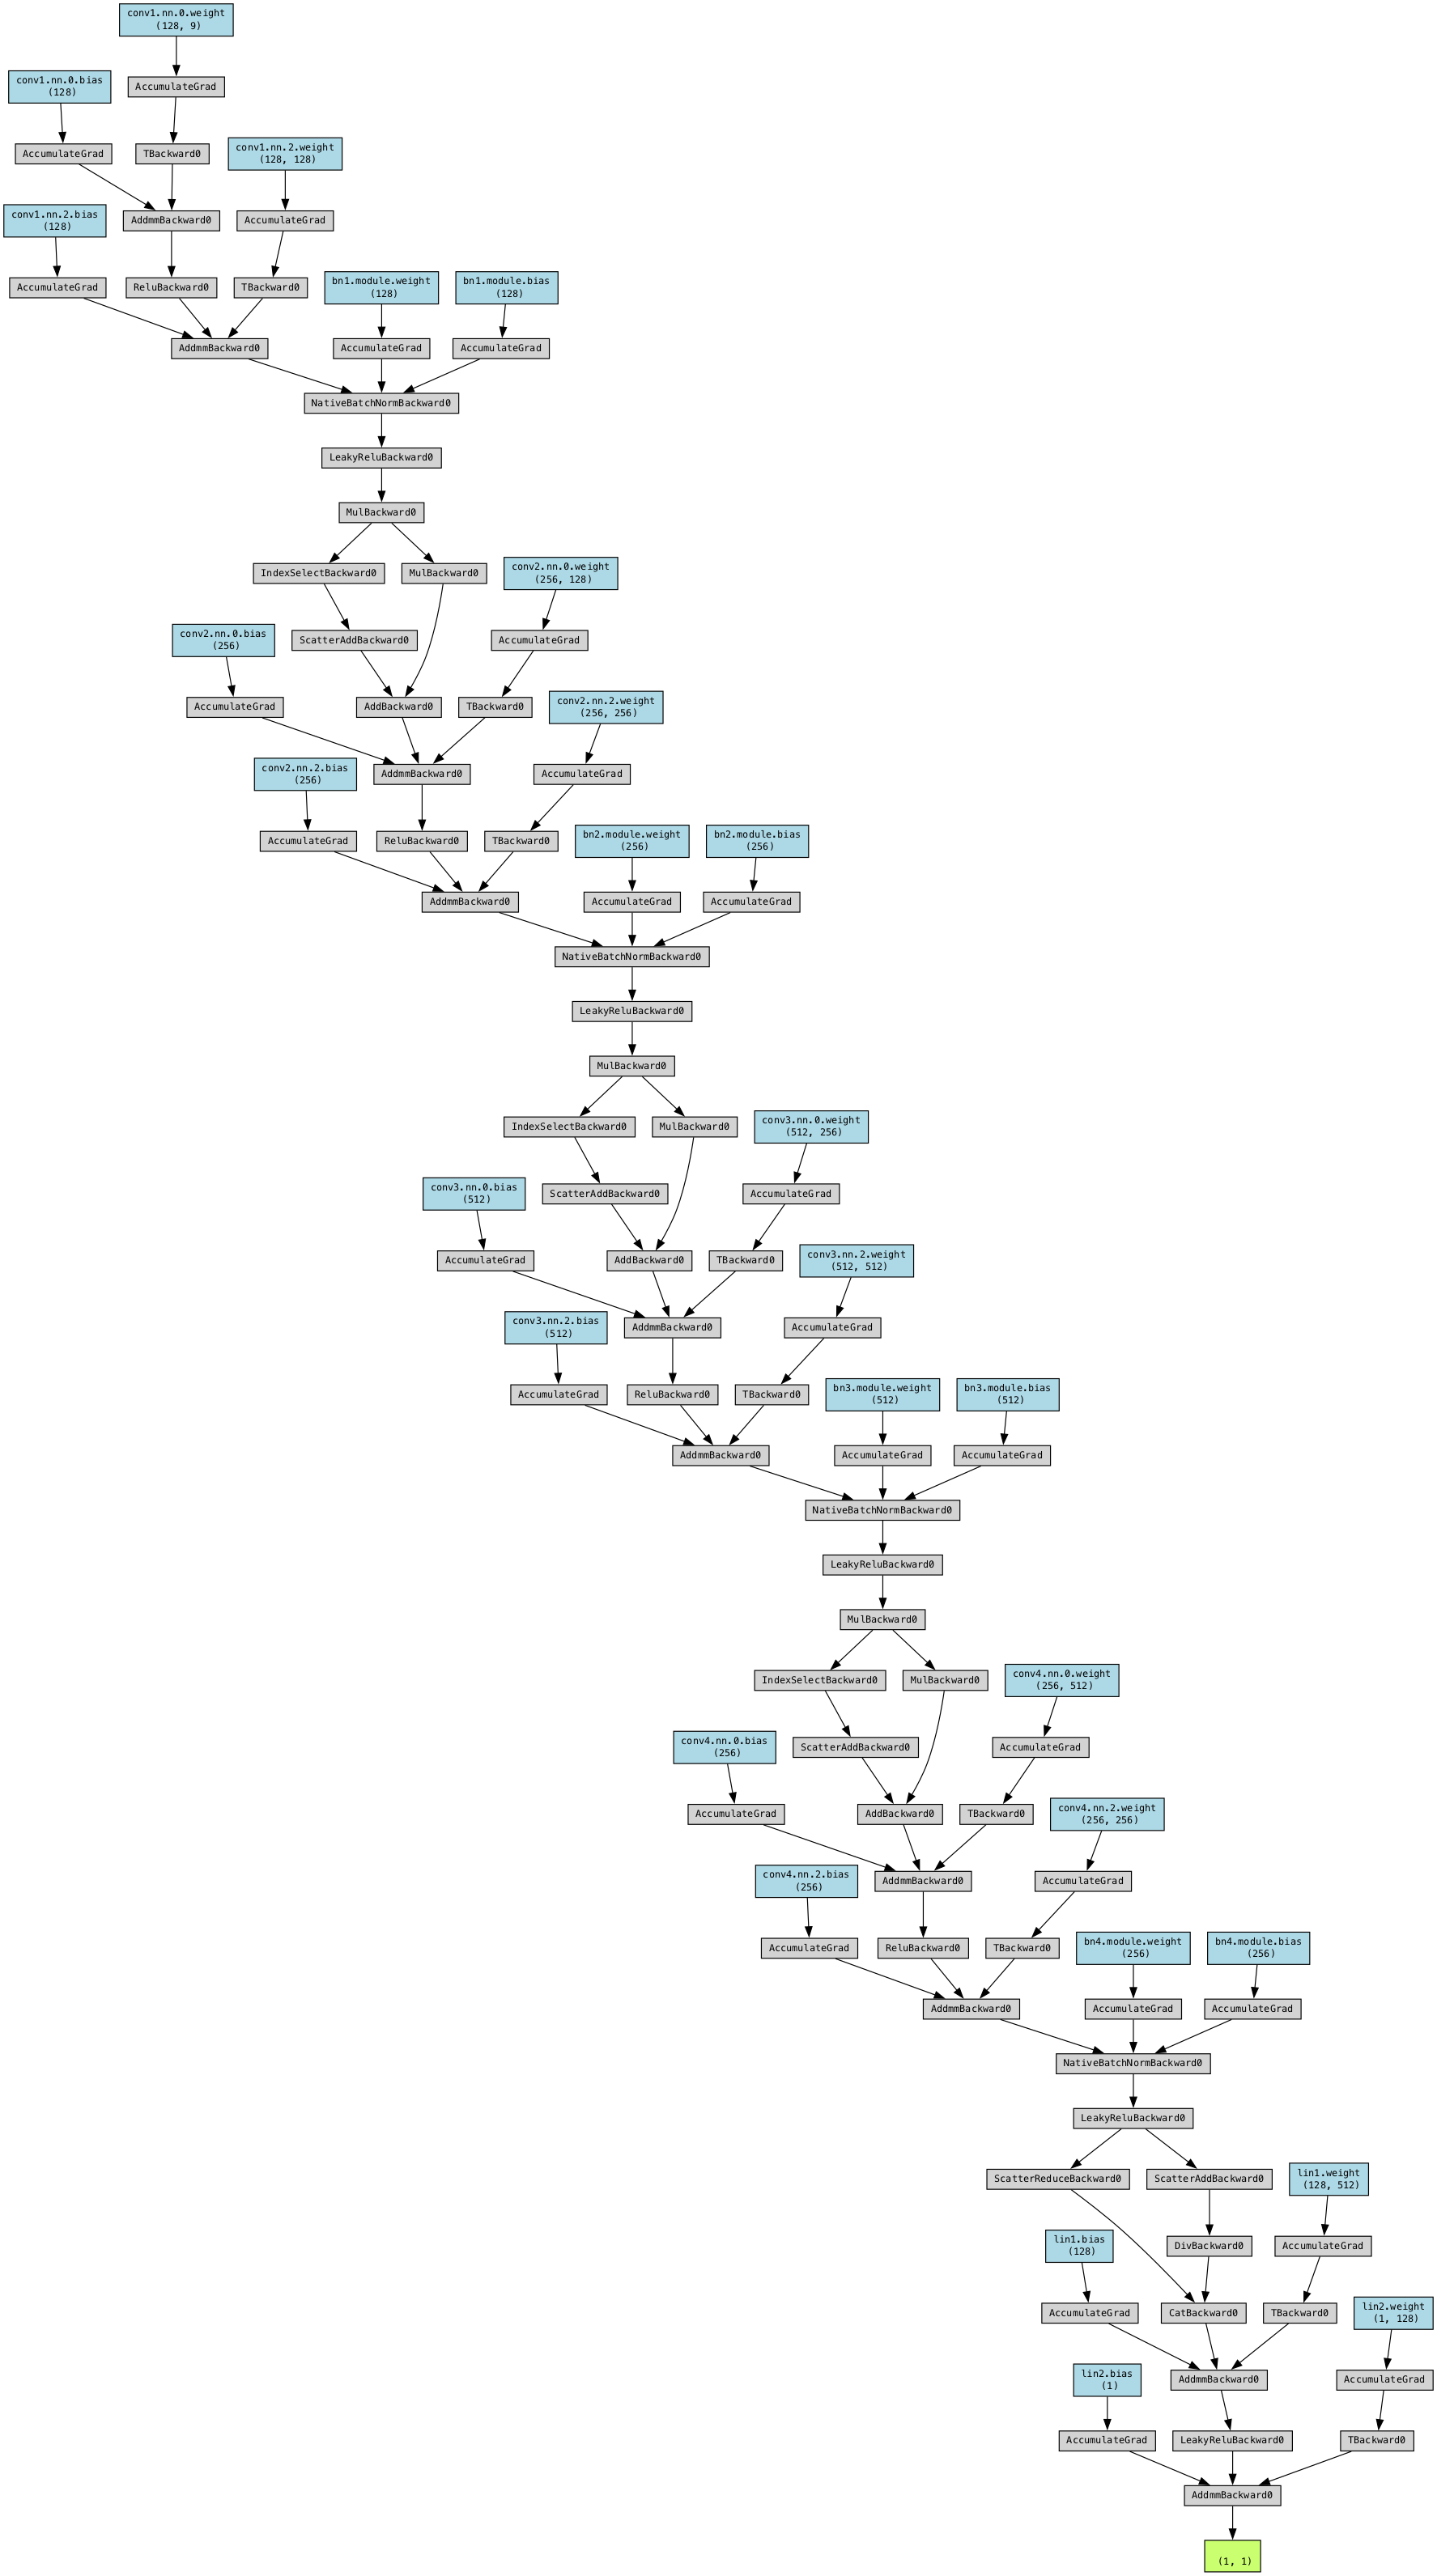 conv1.nn.0.weight
(128, 9)
conv1.nn.0.bias
(128)
AccumulateGrad
AccumulateGrad
TBackward0
conv1.nn.2.weight
(128, 128)
conv1.nn.2.bias
(128)
AddmmBackward0
AccumulateGrad
AccumulateGrad
ReluBackward0
TBackward0
bn1.module.weight
(128)
bn1.module.bias
(128)
AddmmBackward0
AccumulateGrad
AccumulateGrad
NativeBatchNormBackward0
LeakyReluBackward0
MulBackward0
IndexSelectBackward0
MulBackward0
conv2.nn.0.weight
(256, 128)
conv2.nn.0.bias
(256)
ScatterAddBackward0
AccumulateGrad
AccumulateGrad
AddBackward0
TBackward0
conv2.nn.2.weight
(256, 256)
conv2.nn.2.bias
(256)
AddmmBackward0
AccumulateGrad
AccumulateGrad
ReluBackward0
TBackward0
bn2.module.weight
(256)
bn2.module.bias
(256)
AddmmBackward0
AccumulateGrad
AccumulateGrad
NativeBatchNormBackward0
LeakyReluBackward0
MulBackward0
IndexSelectBackward0
MulBackward0
conv3.nn.0.weight
(512, 256)
conv3.nn.0.bias
(512)
ScatterAddBackward0
AccumulateGrad
AccumulateGrad
AddBackward0
TBackward0
conv3.nn.2.weight
(512, 512)
conv3.nn.2.bias
(512)
AddmmBackward0
AccumulateGrad
AccumulateGrad
ReluBackward0
TBackward0
bn3.module.weight
(512)
bn3.module.bias
(512)
AddmmBackward0
AccumulateGrad
AccumulateGrad
NativeBatchNormBackward0
LeakyReluBackward0
MulBackward0
IndexSelectBackward0
MulBackward0
conv4.nn.0.weight
(256, 512)
conv4.nn.0.bias
(256)
ScatterAddBackward0
AccumulateGrad
AccumulateGrad
AddBackward0
TBackward0
conv4.nn.2.weight
(256, 256)
conv4.nn.2.bias
(256)
AddmmBackward0
AccumulateGrad
AccumulateGrad
ReluBackward0
TBackward0
bn4.module.weight
(256)
bn4.module.bias
(256)
AddmmBackward0
AccumulateGrad
AccumulateGrad
NativeBatchNormBackward0
LeakyReluBackward0
ScatterReduceBackward0
ScatterAddBackward0
lin1.weight
(128, 512)
lin1.bias
(128)
DivBackward0
AccumulateGrad
AccumulateGrad
CatBackward0
TBackward0
lin2.weight
(1, 128)
lin2.bias
(1)
AddmmBackward0
AccumulateGrad
AccumulateGrad
LeakyReluBackward0
TBackward0
AddmmBackward0
(1, 1)